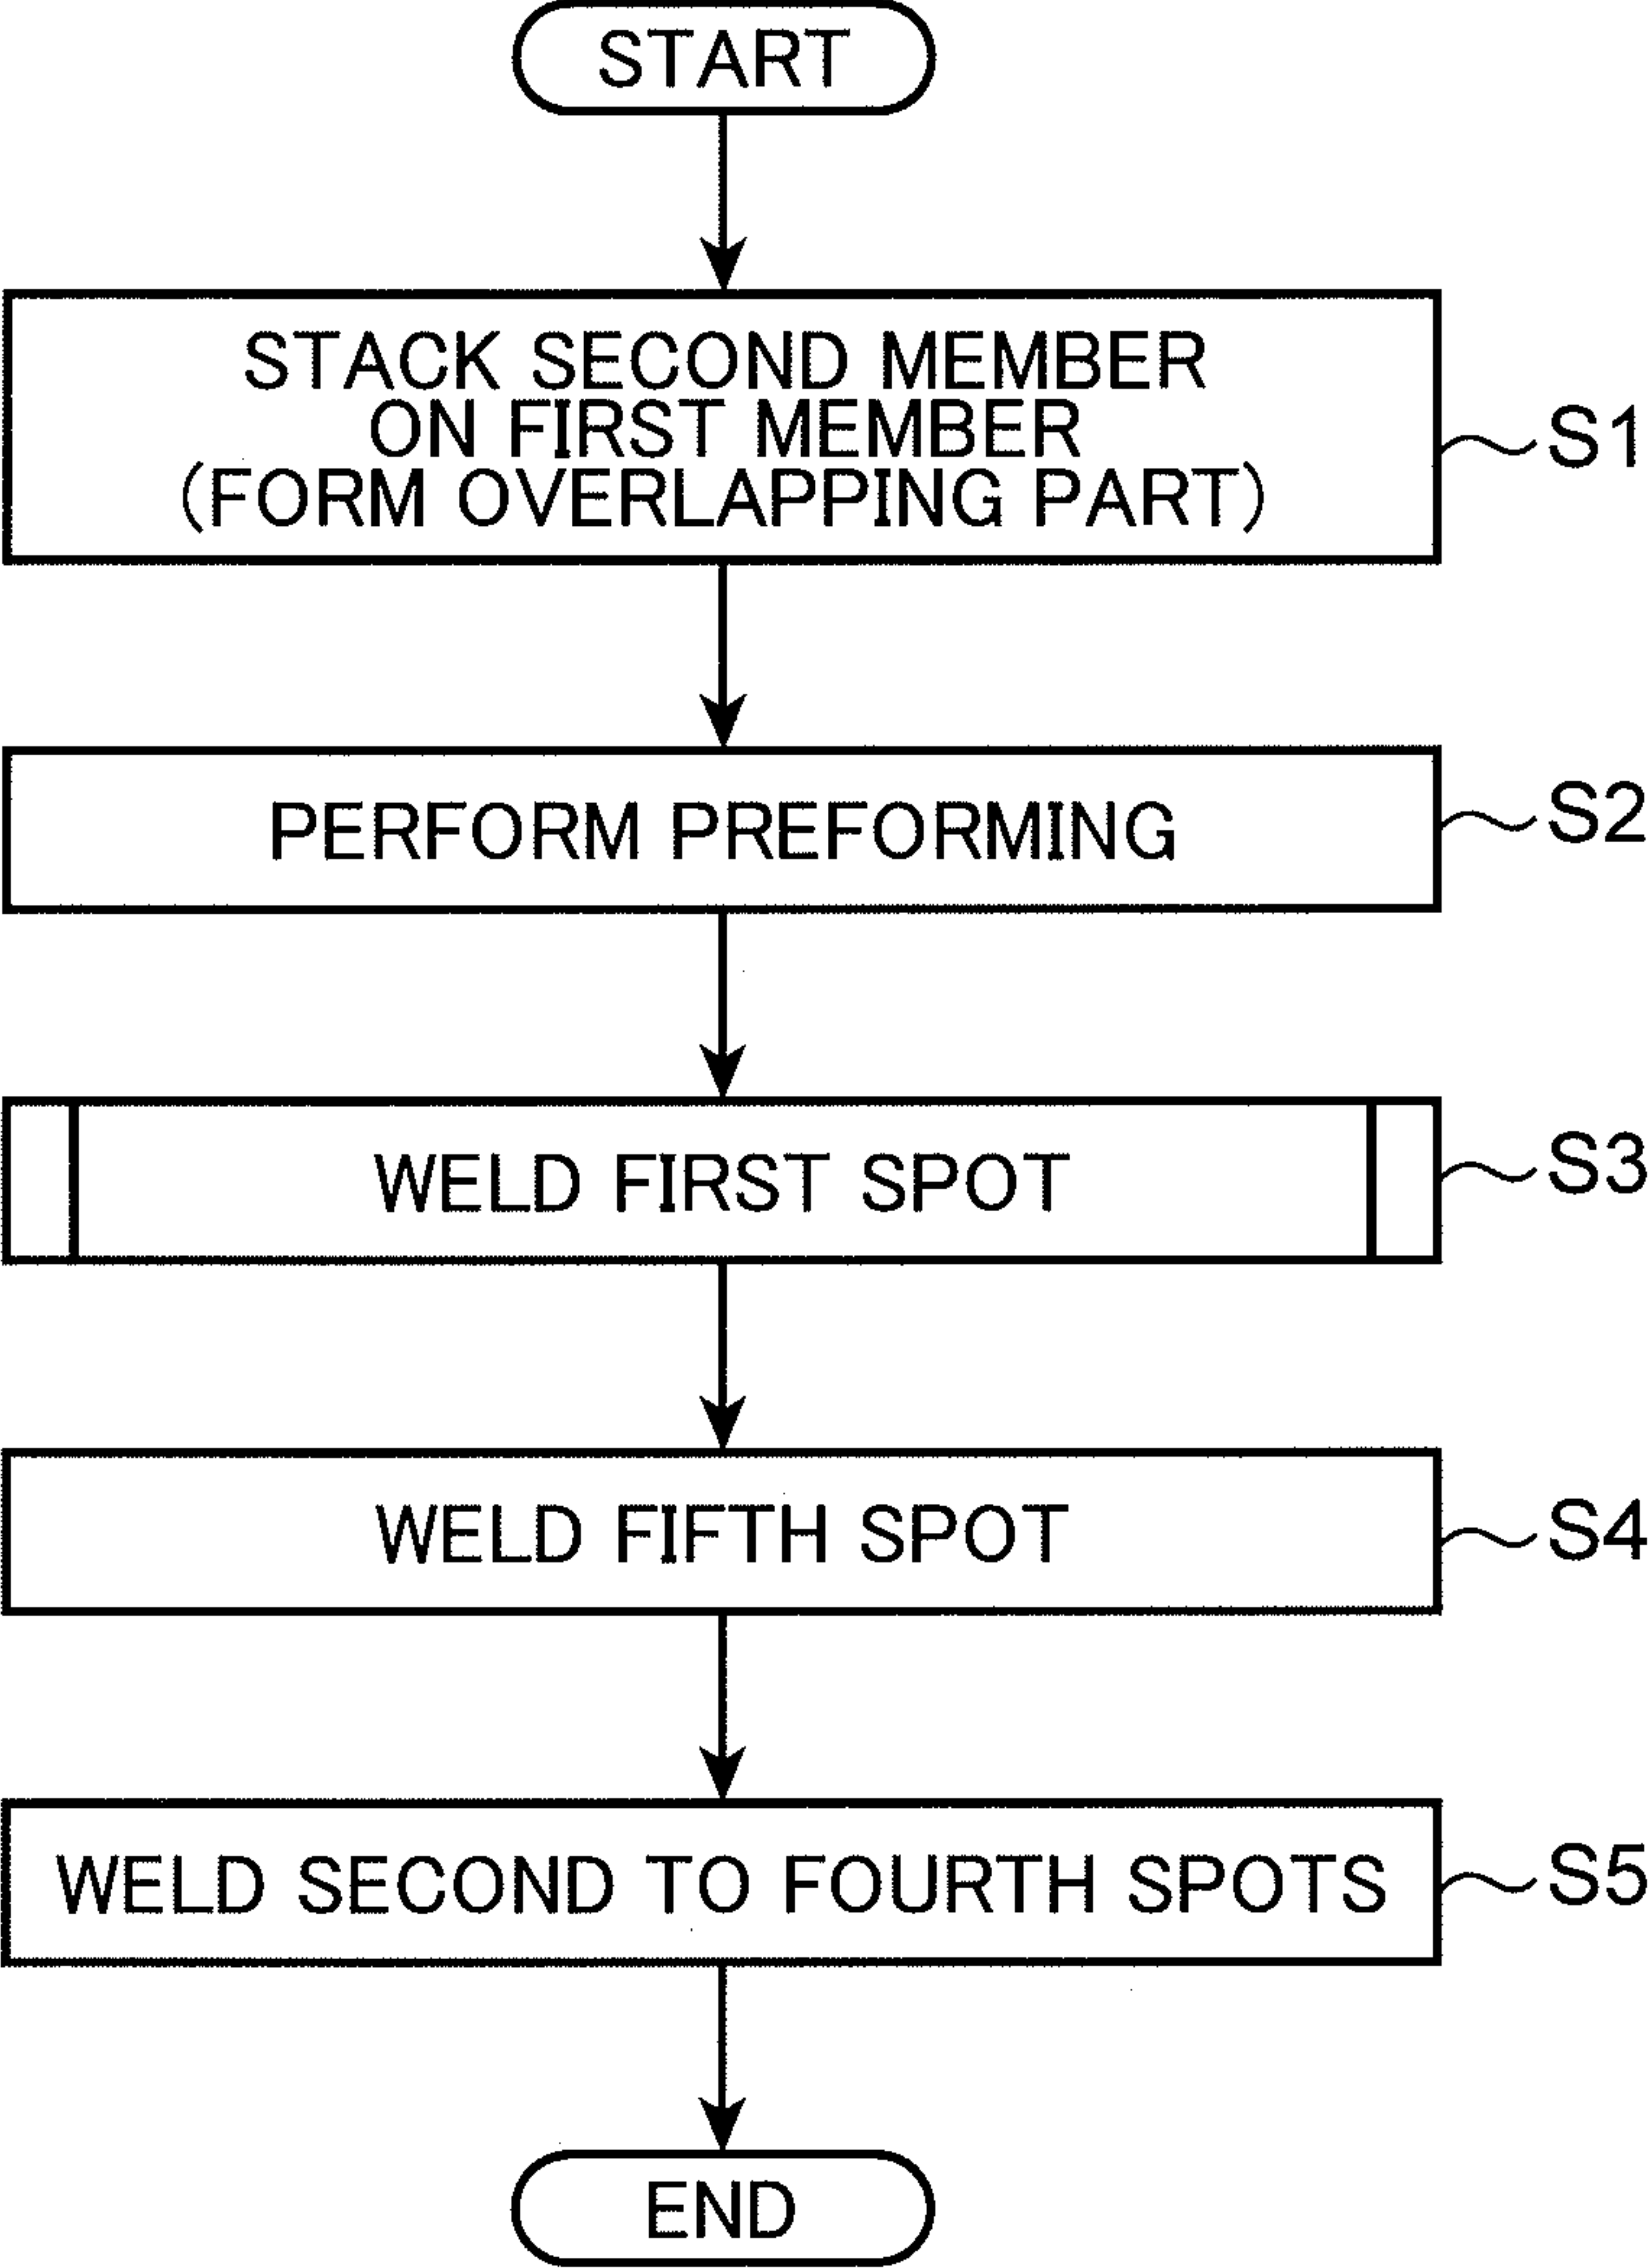 START
STACK SECOND MEMBER
ON FIRST MEMBER
(FORM OVERLAPPING PART)
S1
PERFORM PREFORMING
S2
WELD FIRST SPOT
S3
WELD FIFTH SPOT
S4
WELD SECOND TO FOURTH SPOTS
S5
END